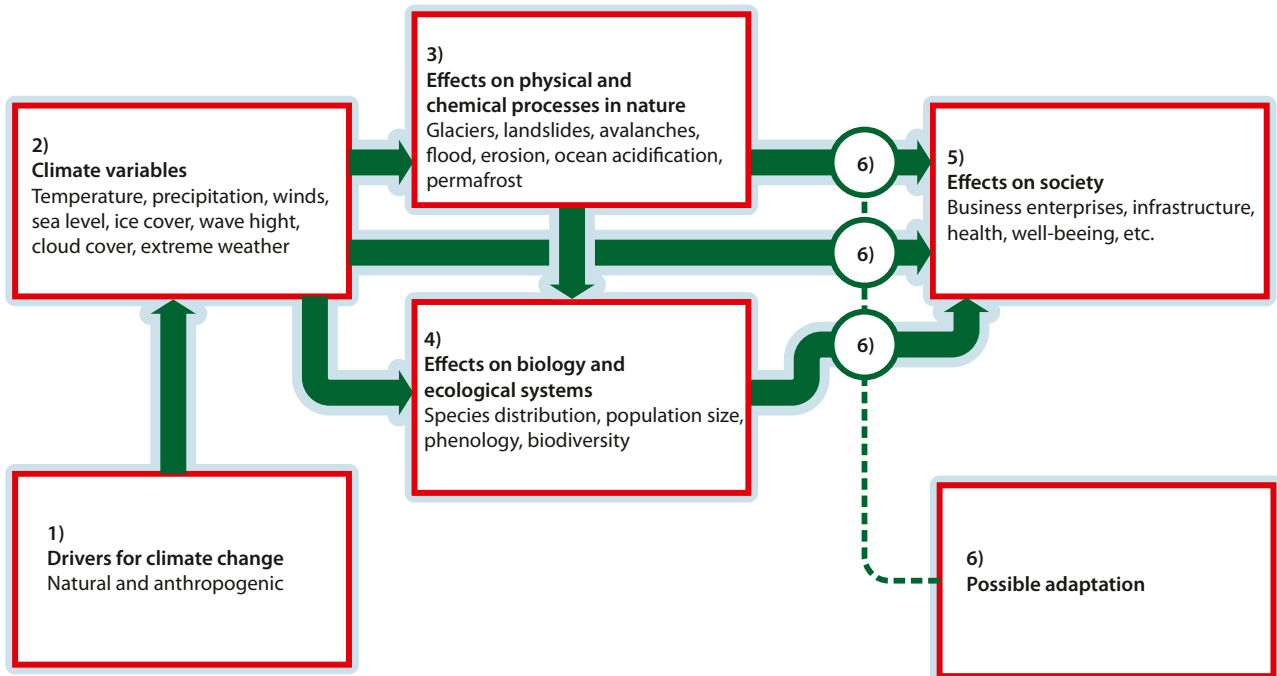 3)
Effects on physical and
chemical processes in nature
Glaciers, landslides, avalanches,
flood, erosion, ocean acidification,
permafrost
2)
Climate variables
Temperature, precipitation, winds,
sea level, ice cover, wave hight,
cloud cover, extreme weather
6)
6)
6)
5)
Effects on society
Business enterprises, infrastructure,
health, well-beeing, etc.
4)
Effects on biology and
ecological systems
Species distribution, population size,
phenology, biodiversity
1)
Drivers for climate change
Natural and anthropogenic
6)
Possible adaptation